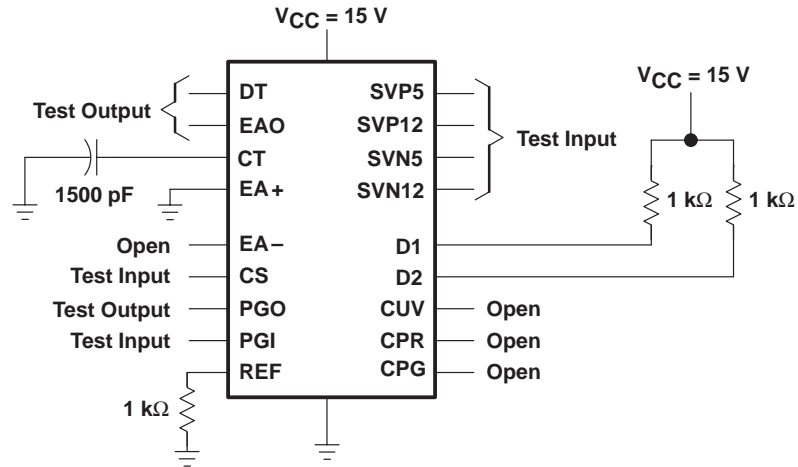 VCC = 15 V
DT
EAO
CT
EA+
EA−
CS
PGO
PGI
REF
SVP5
SVP12
SVN5
SVN12
D1
D2
CUV
CPR
CPG
Test Output
1500 pF
Open
Test Input
Test Output
Test Input
1 kΩ
Test Input
VCC = 15 V
1 kΩ
1 kΩ
Open
Open
Open